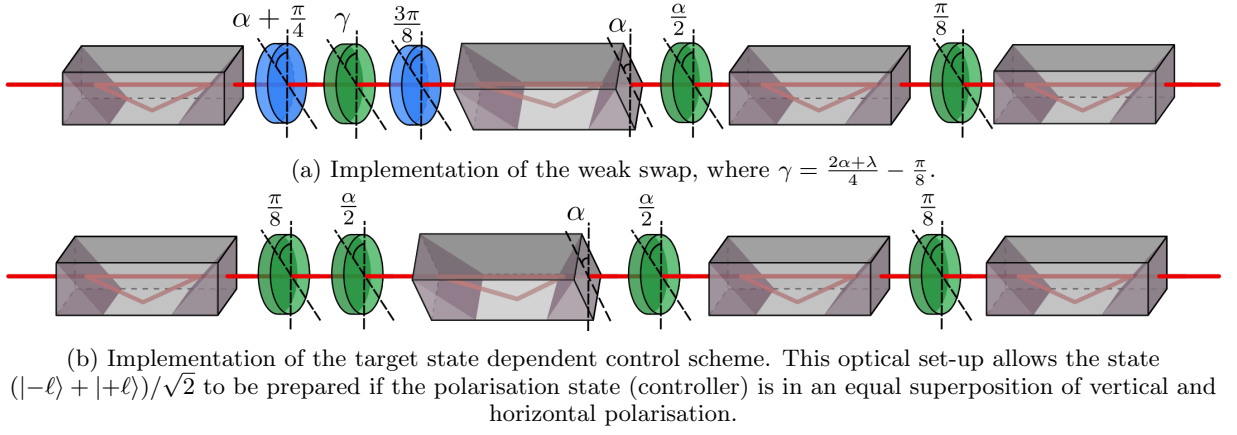 α + π/4 γ 3π/8 α α/2 π/8
(a) Implementation of the weak swap, where γ = (2α+λ)/4 − π/8.
π/8 α/2 α α/2 π/8
(b) Implementation of the target state dependent control scheme. This optical set-up allows the state
(|−ℓ⟩ + |+ℓ⟩)/√2 to be prepared if the polarisation state (controller) is in an equal superposition of vertical and
horizontal polarisation.